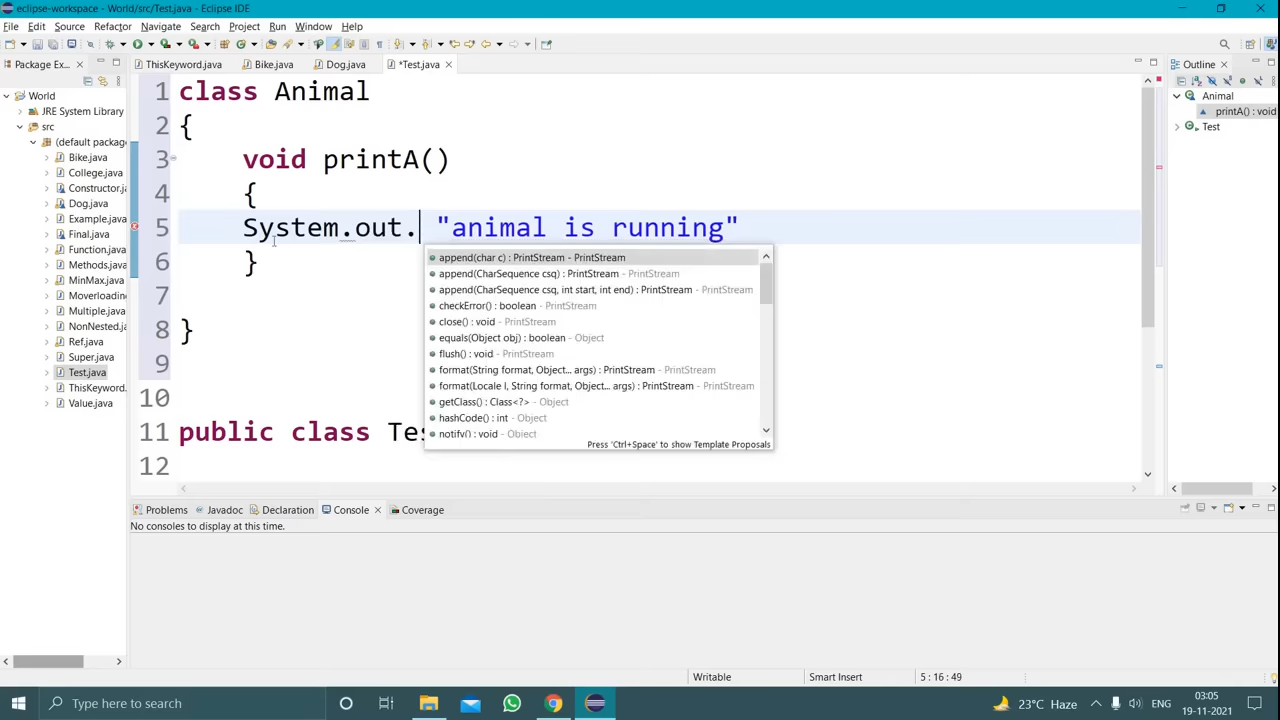 eclipse-workspace - World/src/Test.java - Eclipse IDE
File Edit Source Refactor Navigate Search Project Run Window Help
Package Ex...
ThisKeyword.java Bike.java Dog.java *Test.java
Outline
World
JRE System Library
src
(default package
Bike.java
College.java
Constructor.ja
Dog.java
Example.java
Final.java
Function.java
Methods.java
MinMax.java
Moverloading
Multiple.java
NonNested.ja
Ref.java
Super.java
Test.java
ThisKeyword.
Value.java
1 class Animal
2 {
3 void printA()
4 {
5 System.out. "animal is running"
6 }
7
8 }
9
10
11 public class Te
12
append(char c) : PrintStream - PrintStream
append(CharSequence csq) : PrintStream - PrintStream
append(CharSequence csq, int start, int end) : PrintStream - PrintStream
checkError() : boolean - PrintStream
close() : void - PrintStream
equals(Object obj) : boolean - Object
flush() : void - PrintStream
format(String format, Object... args) : PrintStream - PrintStream
format(Locale l, String format, Object... args) : PrintStream - PrintStream
getClass() : Class<?> - Object
hashCode() : int - Object
notify() : void - Object
Press 'Ctrl+Space' to show Template Proposals
Animal
printA() : void
Test
Problems Javadoc Declaration Console Coverage
No consoles to display at this time.
Writable Smart Insert 5 : 16 : 49
Type here to search
23°C Haze ENG
03:05
19-11-2021